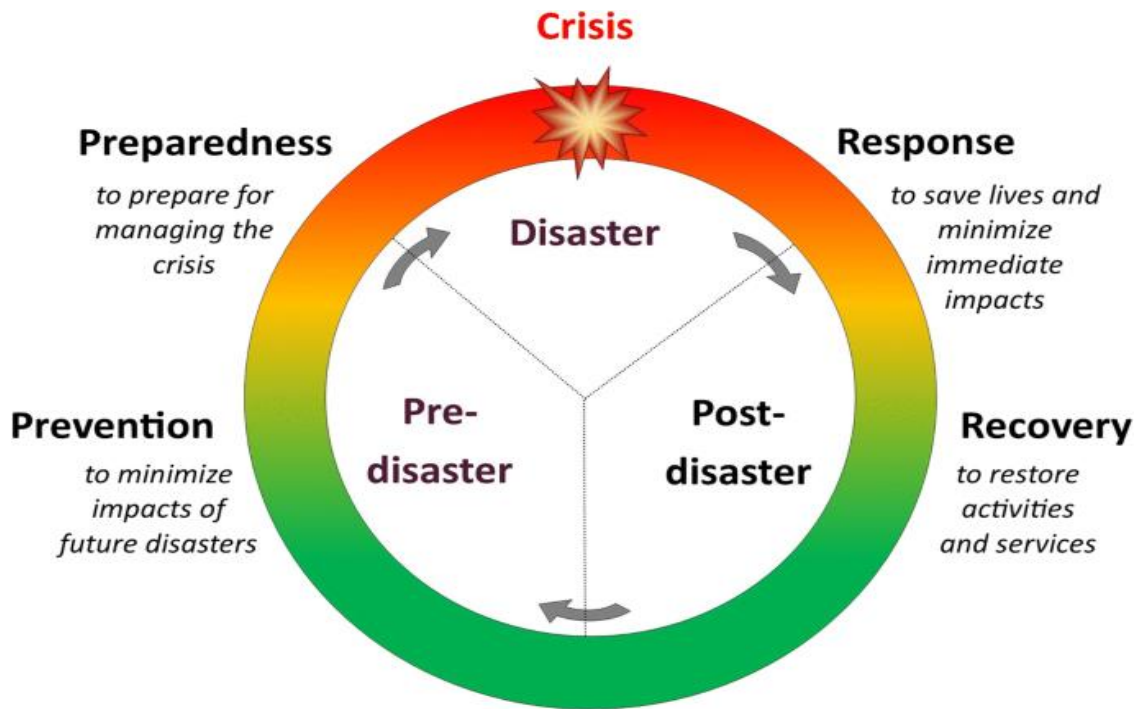 Crisis
Preparedness
to prepare for
managing the
crisis
Response
to save lives and
minimize
immediate
impacts
Disaster
Prevention
to minimize
impacts of
future disasters
Pre-
disaster
Post-
disaster
Recovery
to restore
activities
and services